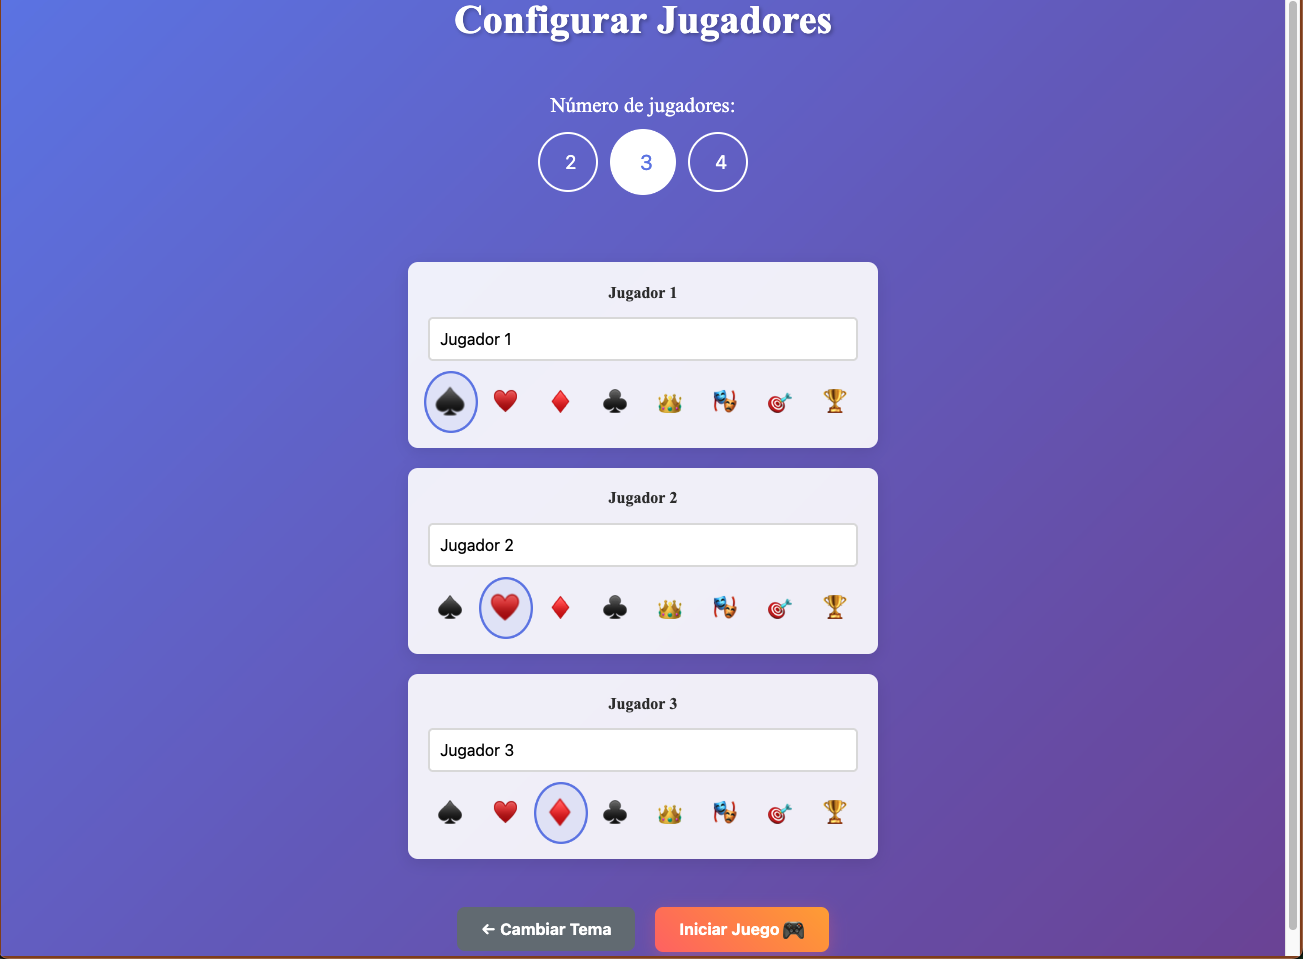 Configurar Jugadores
Número de jugadores:
2 3 4
Jugador 1
Jugador 1
Jugador 2
Jugador 2
Jugador 3
Jugador 3
← Cambiar Tema
Iniciar Juego